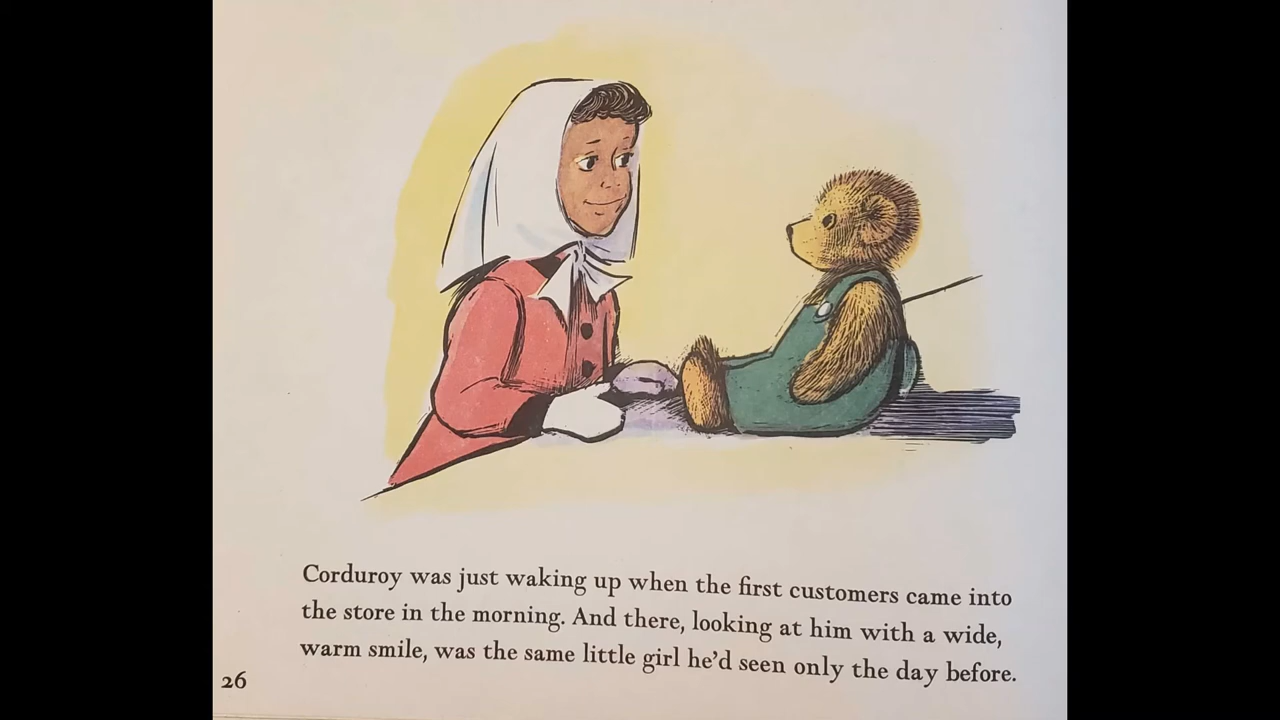 Corduroy was just waking up when the first customers came into
the store in the morning. And there, looking at him with a wide,
warm smile, was the same little girl he’d seen only the day before.
26